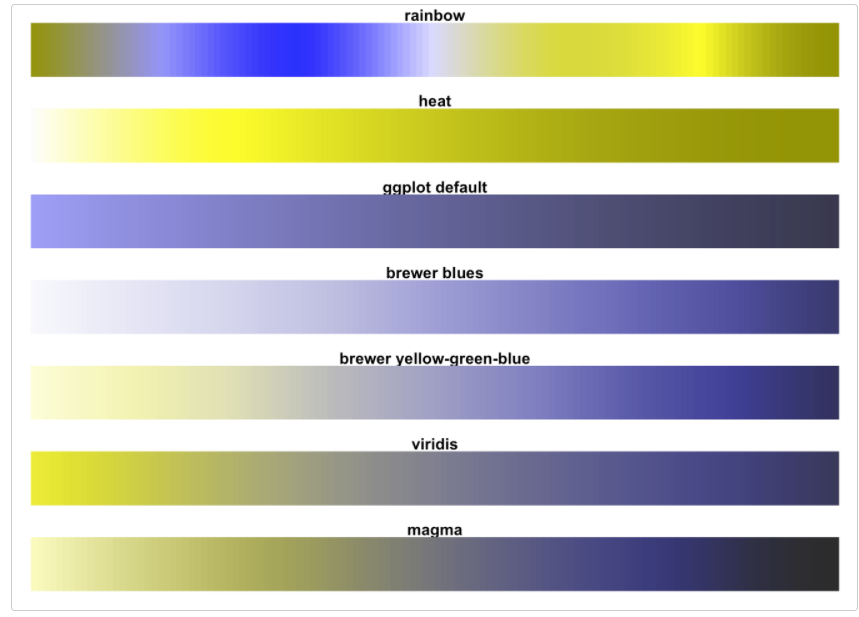 rainbow
heat
ggplot default
brewer blues
brewer yellow-green-blue
viridis
magma